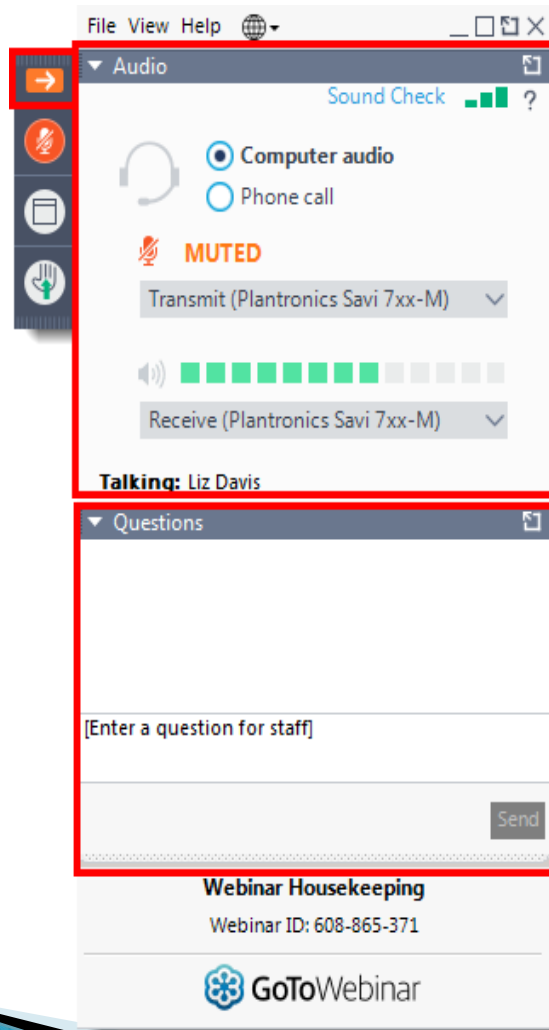 File View Help
Audio
Sound Check ?
Computer audio
Phone call
MUTED
Transmit (Plantronics Savi 7xx-M)
Receive (Plantronics Savi 7xx-M)
Talking: Liz Davis
Questions
[Enter a question for staff]
Send
Webinar Housekeeping
Webinar ID: 608-865-371
GoToWebinar